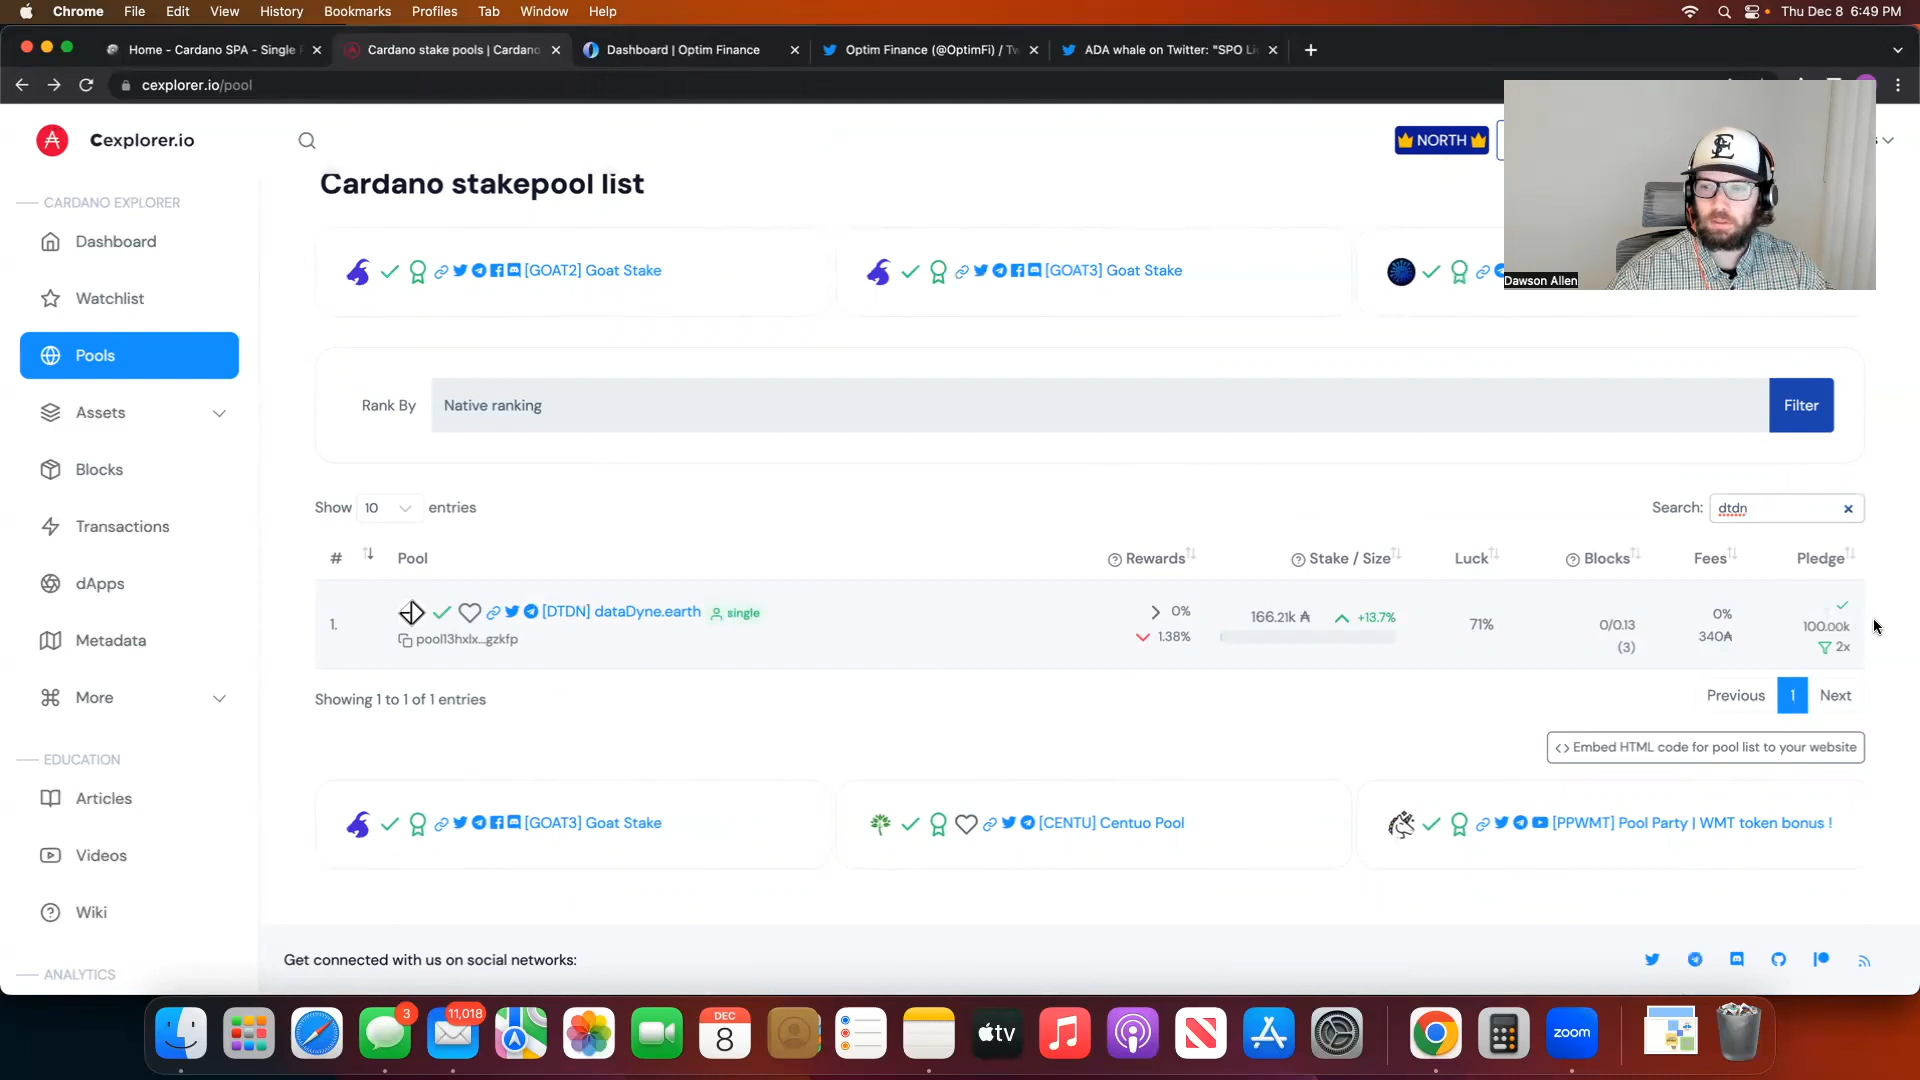 Chrome File Edit View History Bookmarks Profiles Tab Window Help Thu Dec 8 6:49 PM
Home - Cardano SPA - Single Cardano stake pools | Cardano Dashboard | Optim Finance Optim Finance (@OptimFi) / Tw ADA whale on Twitter: "SPO Li
cexplorer.io/pool
Cexplorer.io
NORTH
Dawson Allen
CARDANO EXPLORER
Dashboard
Watchlist
Pools
Assets
Blocks
Transactions
dApps
Metadata
More
EDUCATION
Articles
Videos
Wiki
ANALYTICS
Cardano stakepool list
[GOAT2] Goat Stake [GOAT3] Goat Stake
Rank By Native ranking Filter
Show 10 entries Search: dtdn
# Pool Rewards Stake / Size Luck Blocks Fees Pledge
1. [DTDN] dataDyne.earth single
pool13hxlx...gzkfp
0%
1.38%
166.21k ₳ +13.7%
71%
0/0.13
(3)
0%
340₳
100.00k
2x
Showing 1 to 1 of 1 entries Previous 1 Next
<> Embed HTML code for pool list to your website
[GOAT3] Goat Stake [CENTU] Centuo Pool [PPWMT] Pool Party | WMT token bonus !
Get connected with us on social networks:
3 11,018 DEC 8 tv zoom